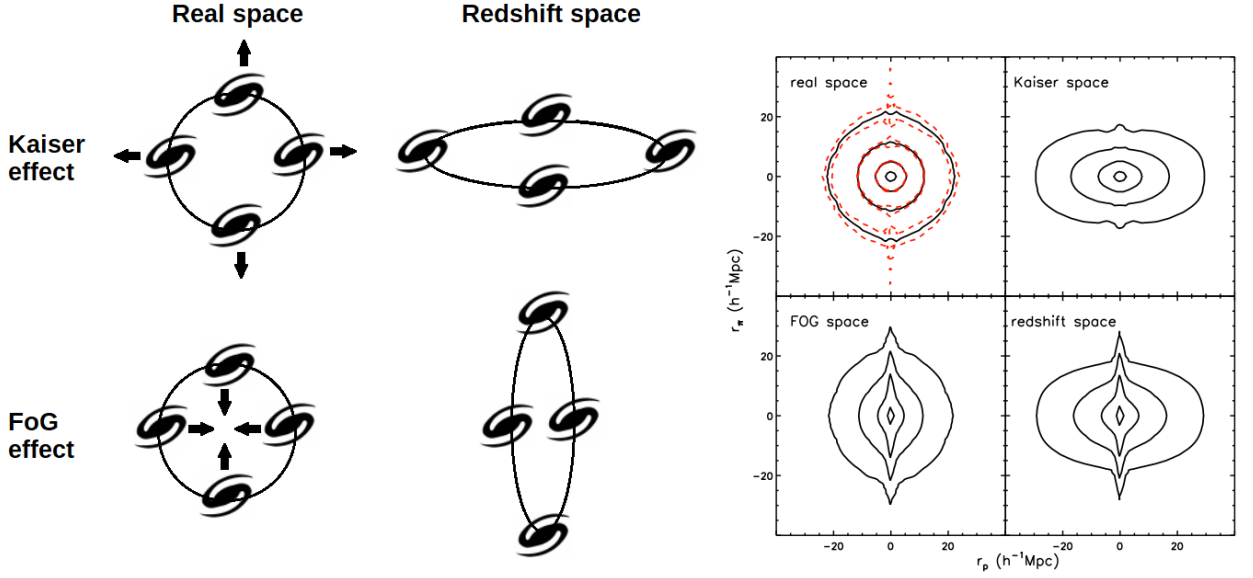 Real space
Redshift space
Kaiser
effect
FoG
effect
real space
Kaiser space
FOG space
redshift space
20
0
-20
20
0
-20
-20
0
20
-20
0
20
r_π (h⁻¹Mpc)
r_p (h⁻¹Mpc)